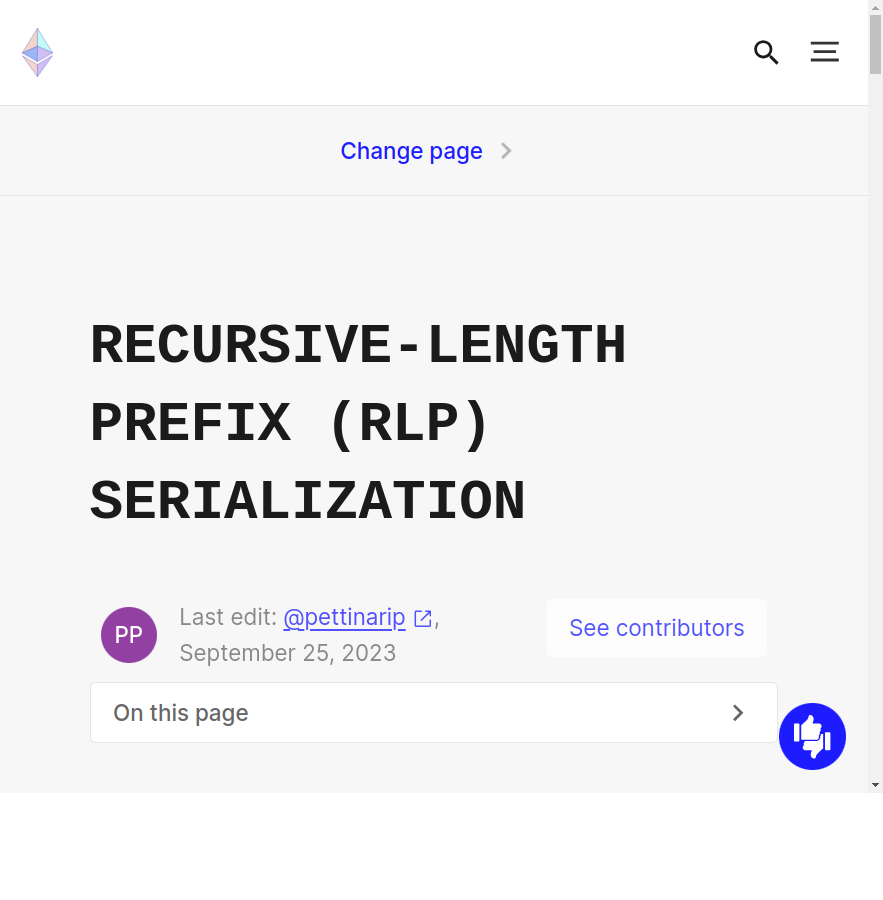 Change page
RECURSIVE-LENGTH
PREFIX (RLP)
SERIALIZATION
PP
Last edit: @pettinarip,
September 25, 2023
See contributors
On this page